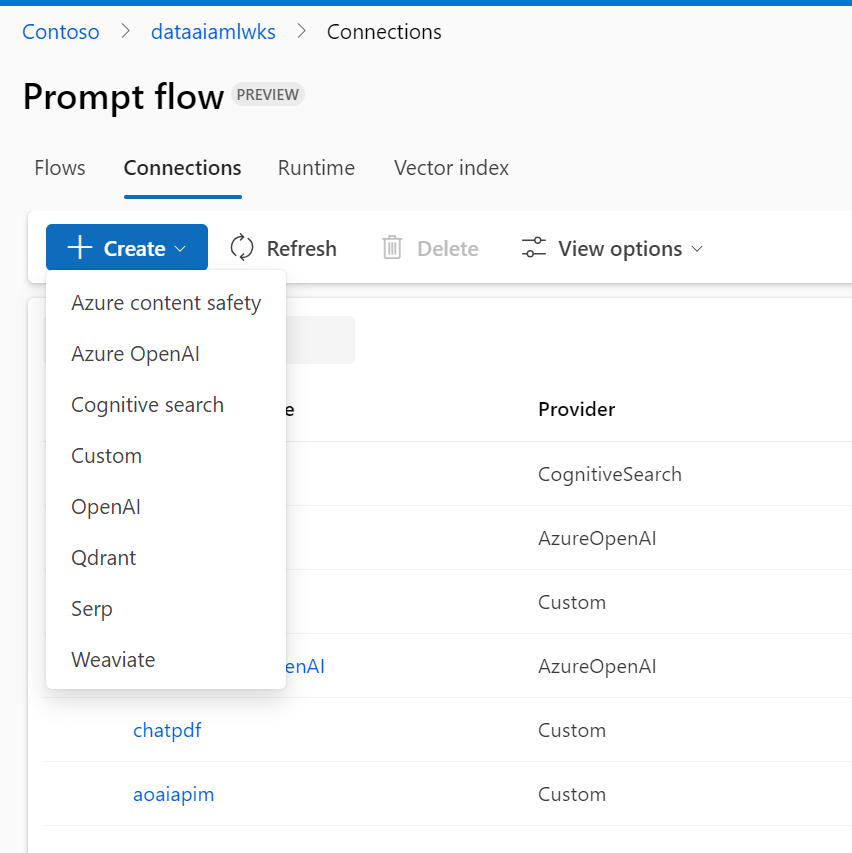 Contoso > dataaiamlwks > Connections
Prompt flow PREVIEW
Flows Connections Runtime Vector index
Create Refresh Delete View options
Azure content safety
Azure OpenAI
Cognitive search
Custom
OpenAI
Qdrant
Serp
Weaviate
e Provider
CognitiveSearch
AzureOpenAI
Custom
enAI AzureOpenAI
chatpdf Custom
aoaiapim Custom